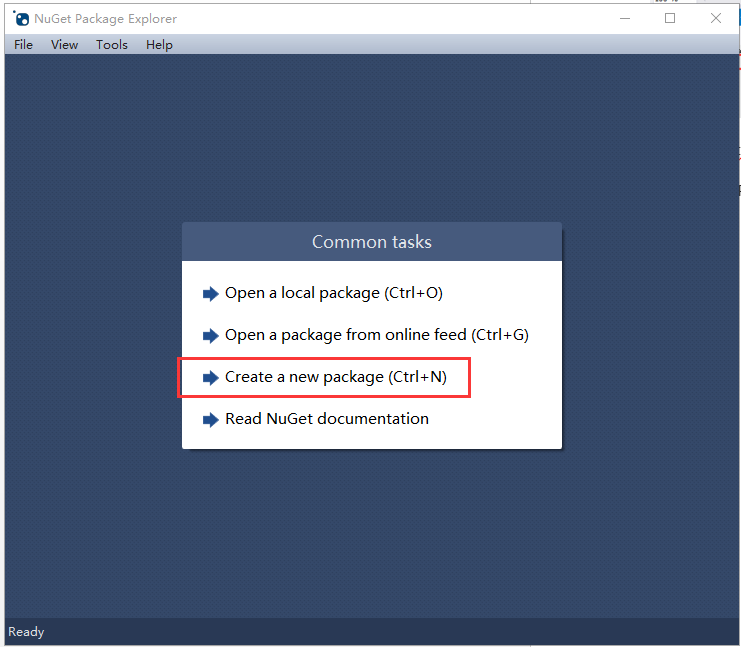 NuGet Package Explorer
File View Tools Help
Common tasks
Open a local package (Ctrl+O)
Open a package from online feed (Ctrl+G)
Create a new package (Ctrl+N)
Read NuGet documentation
Ready